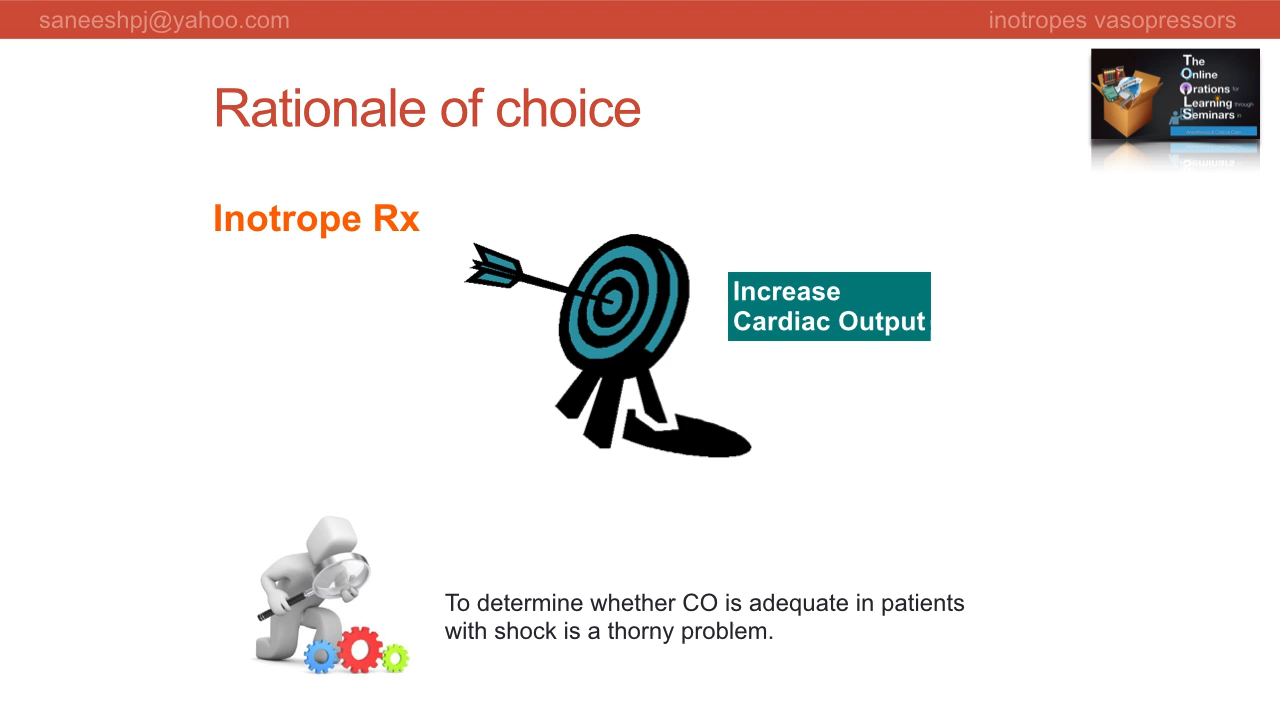 saneeshpj@yahoo.com
inotropes vasopressors
The
Online
Orations for
Learning through
Seminars in
Rationale of choice
Inotrope Rx
Increase
Cardiac Output
To determine whether CO is adequate in patients
with shock is a thorny problem.